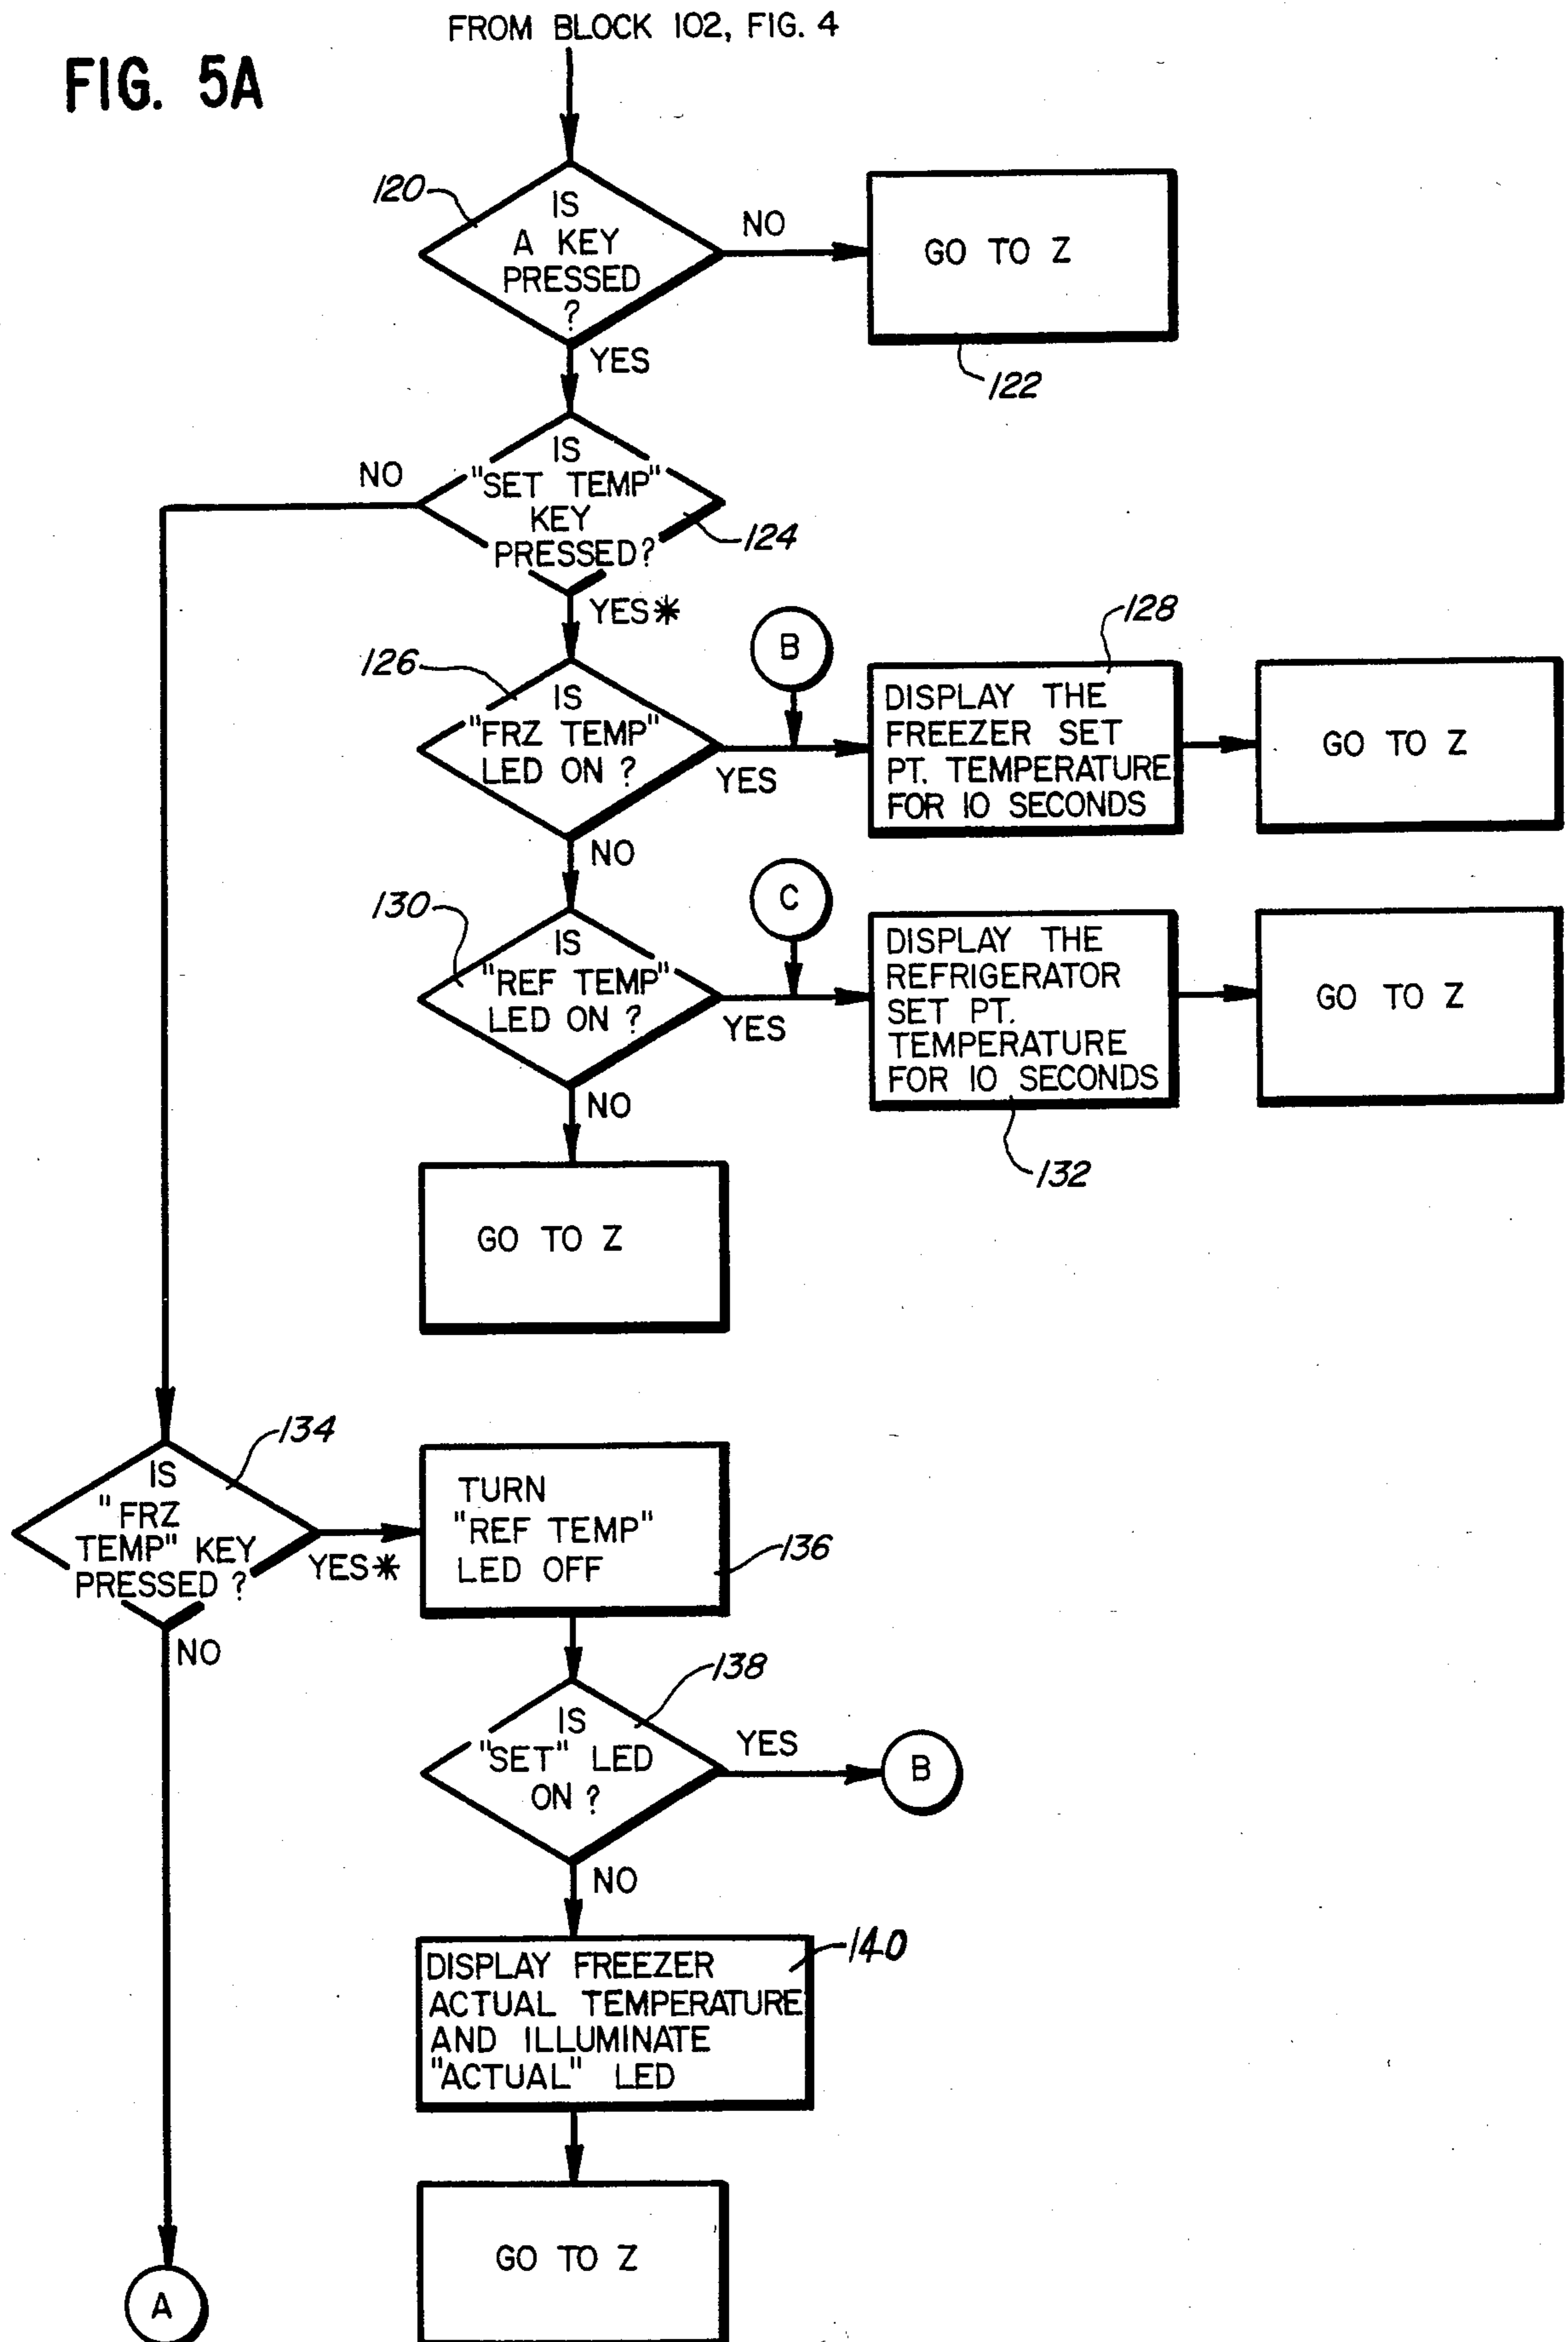 FROM BLOCK 102, FIG. 4
FIG. 5A
120
IS
A KEY
PRESSED
?
NO
GO TO Z
122
YES
IS
"SET TEMP"
KEY
PRESSED?
NO
124
YES*
126
IS
"FRZ TEMP"
LED ON ?
YES
B
128
DISPLAY THE
FREEZER SET
PT. TEMPERATURE
FOR 10 SECONDS
GO TO Z
NO
130
IS
"REF TEMP"
LED ON ?
YES
C
DISPLAY THE
REFRIGERATOR
SET PT.
TEMPERATURE
FOR 10 SECONDS
132
GO TO Z
NO
GO TO Z
134
IS
"FRZ
TEMP" KEY
PRESSED ?
YES*
TURN
"REF TEMP"
LED OFF
136
NO
138
IS
"SET" LED
ON ?
YES
B
NO
140
DISPLAY FREEZER
ACTUAL TEMPERATURE
AND ILLUMINATE
"ACTUAL" LED
GO TO Z
A